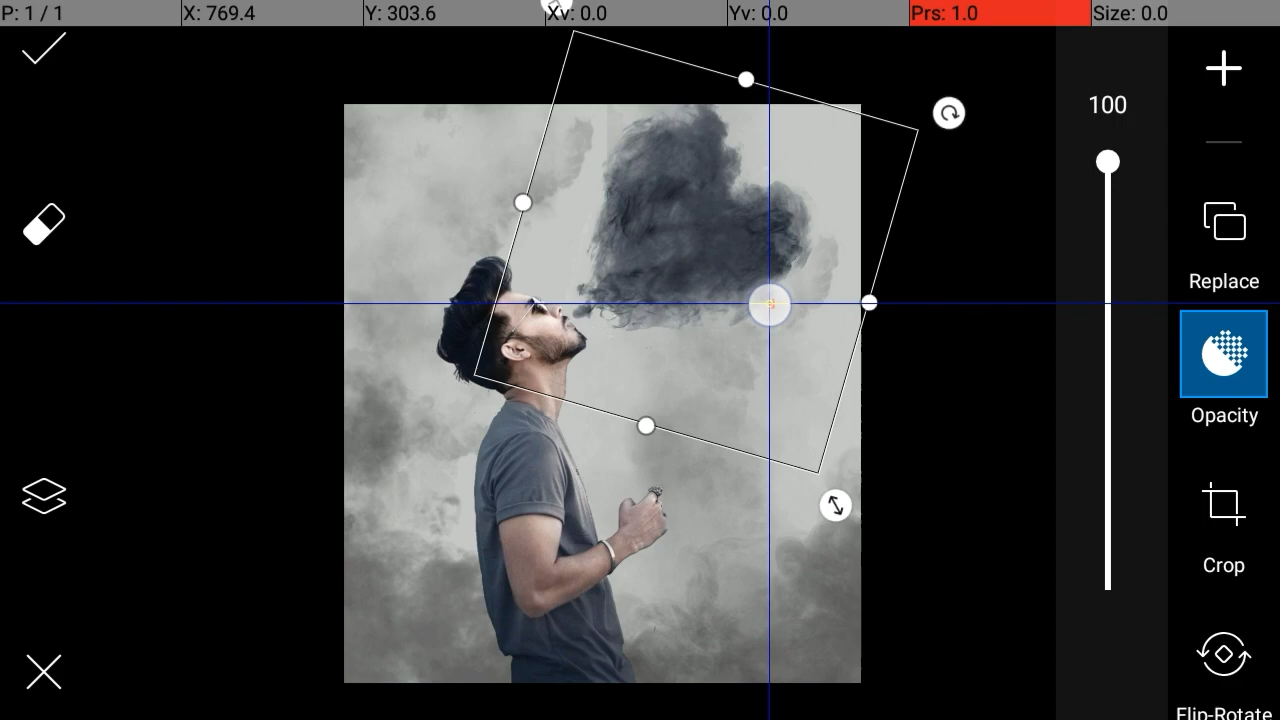 P: 1 / 1 X: 769.4 Y: 303.6 Xv: 0.0 Yv: 0.0 Prs: 1.0 Size: 0.0
100
Replace
Opacity
Crop
Flip-Rotate